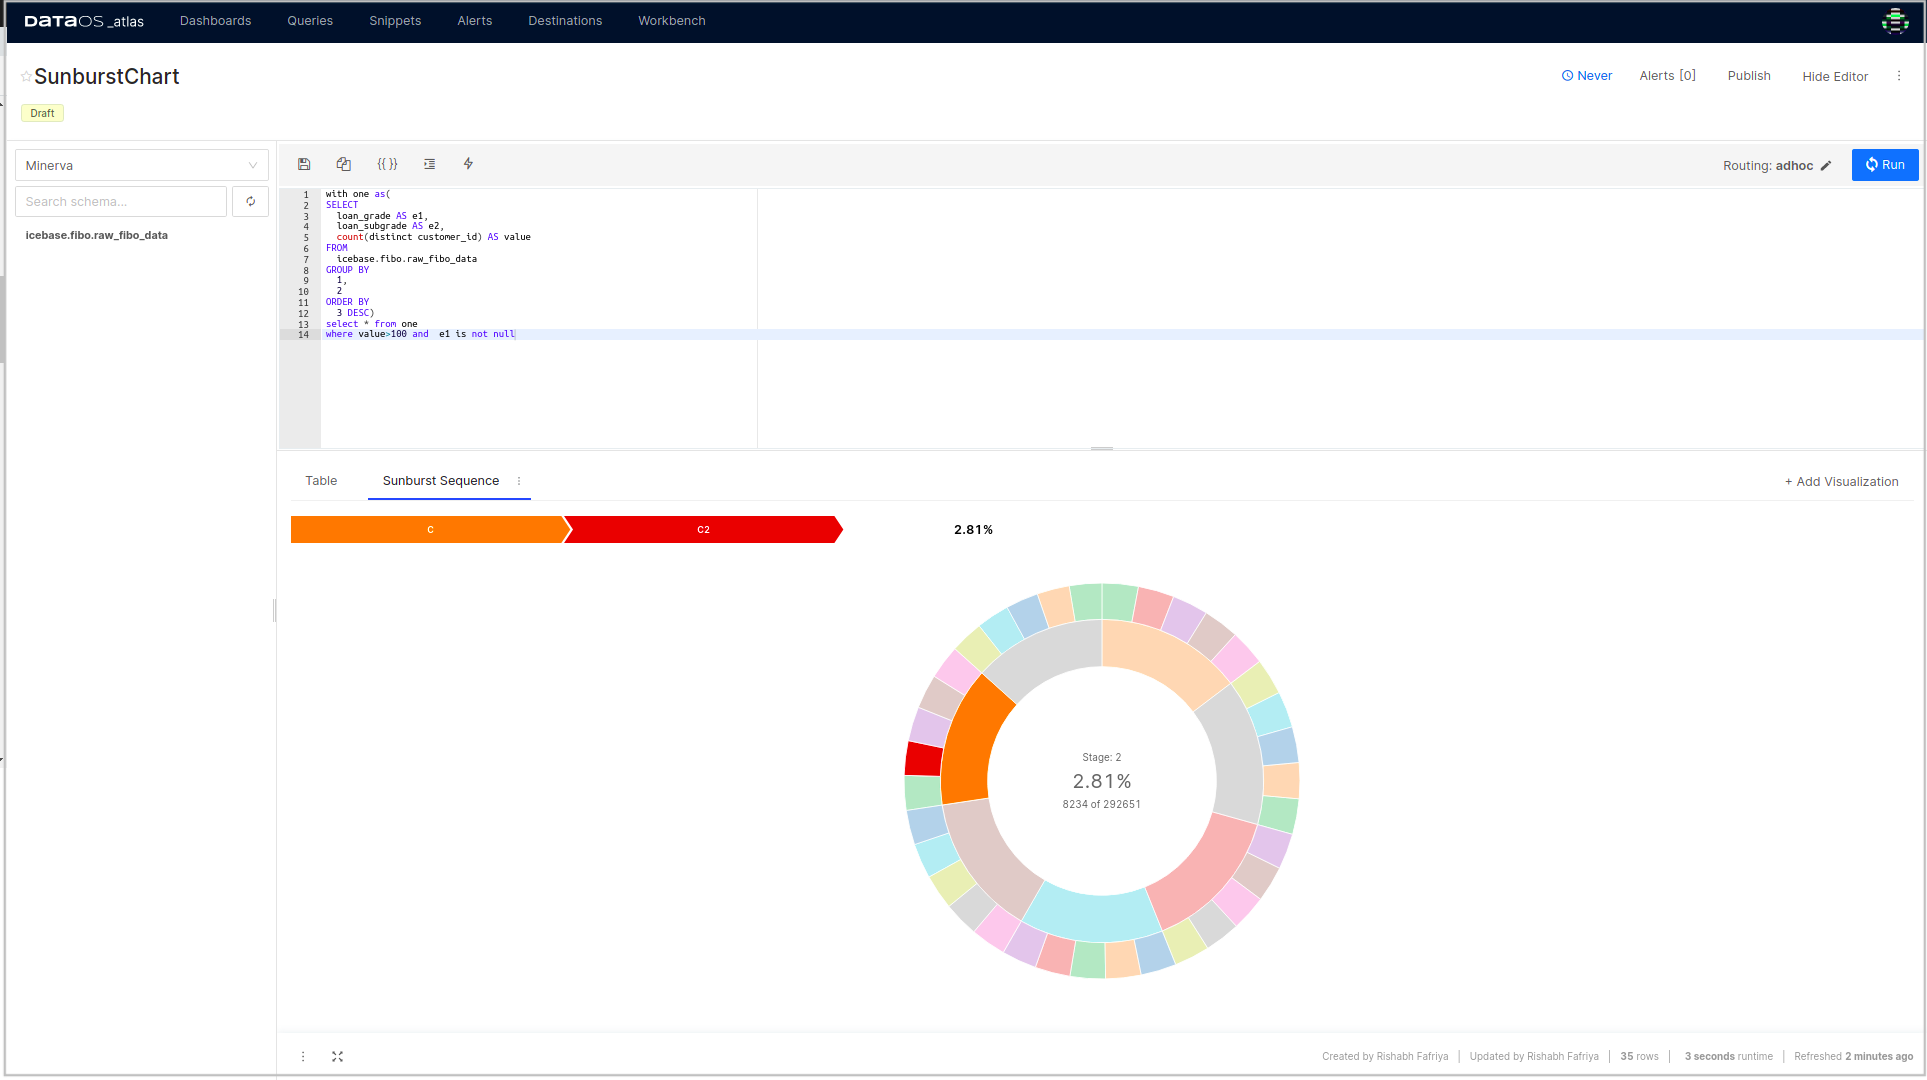 DATAOS _atlas Dashboards Queries Snippets Alerts Destinations Workbench
SunburstChart
Never Alerts [0] Publish Hide Editor
Draft
Minerva
Search schema...
icebase.fibo.raw_fibo_data
{{ }}
Routing: adhoc
Run
1 with one as(
2 SELECT
3 loan_grade AS e1,
4 loan_subgrade AS e2,
5 count(distinct customer_id) AS value
6 FROM
7 icebase.fibo.raw_fibo_data
8 GROUP BY
9 1,
10 2
11 ORDER BY
12 3 DESC)
13 select * from one
14 where value>100 and  e1 is not null
Table Sunburst Sequence + Add Visualization
C C2 2.81%
Stage: 2
2.81%
8234 of 292651
Created by Rishabh Fafriya | Updated by Rishabh Fafriya | 35 rows | 3 seconds runtime | Refreshed 2 minutes ago